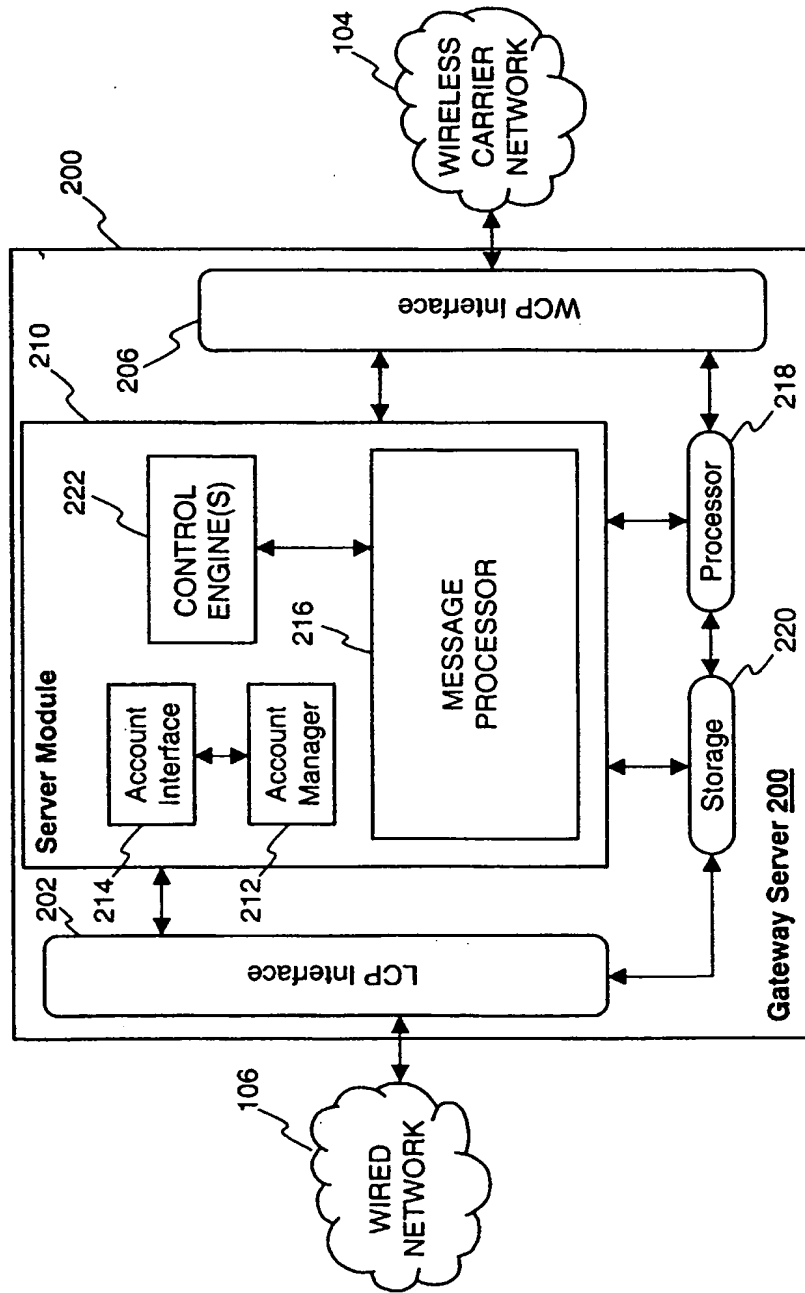 106
WIRED
NETWORK
202
LCP Interface
214
212
Server Module
Account
Interface
Account
Manager
222
CONTROL
ENGINE(S)
216
MESSAGE
PROCESSOR
210
206
WCP Interface
200
104
WIRELESS
CARRIER
NETWORK
Storage
220
Processor
218
Gateway Server 200